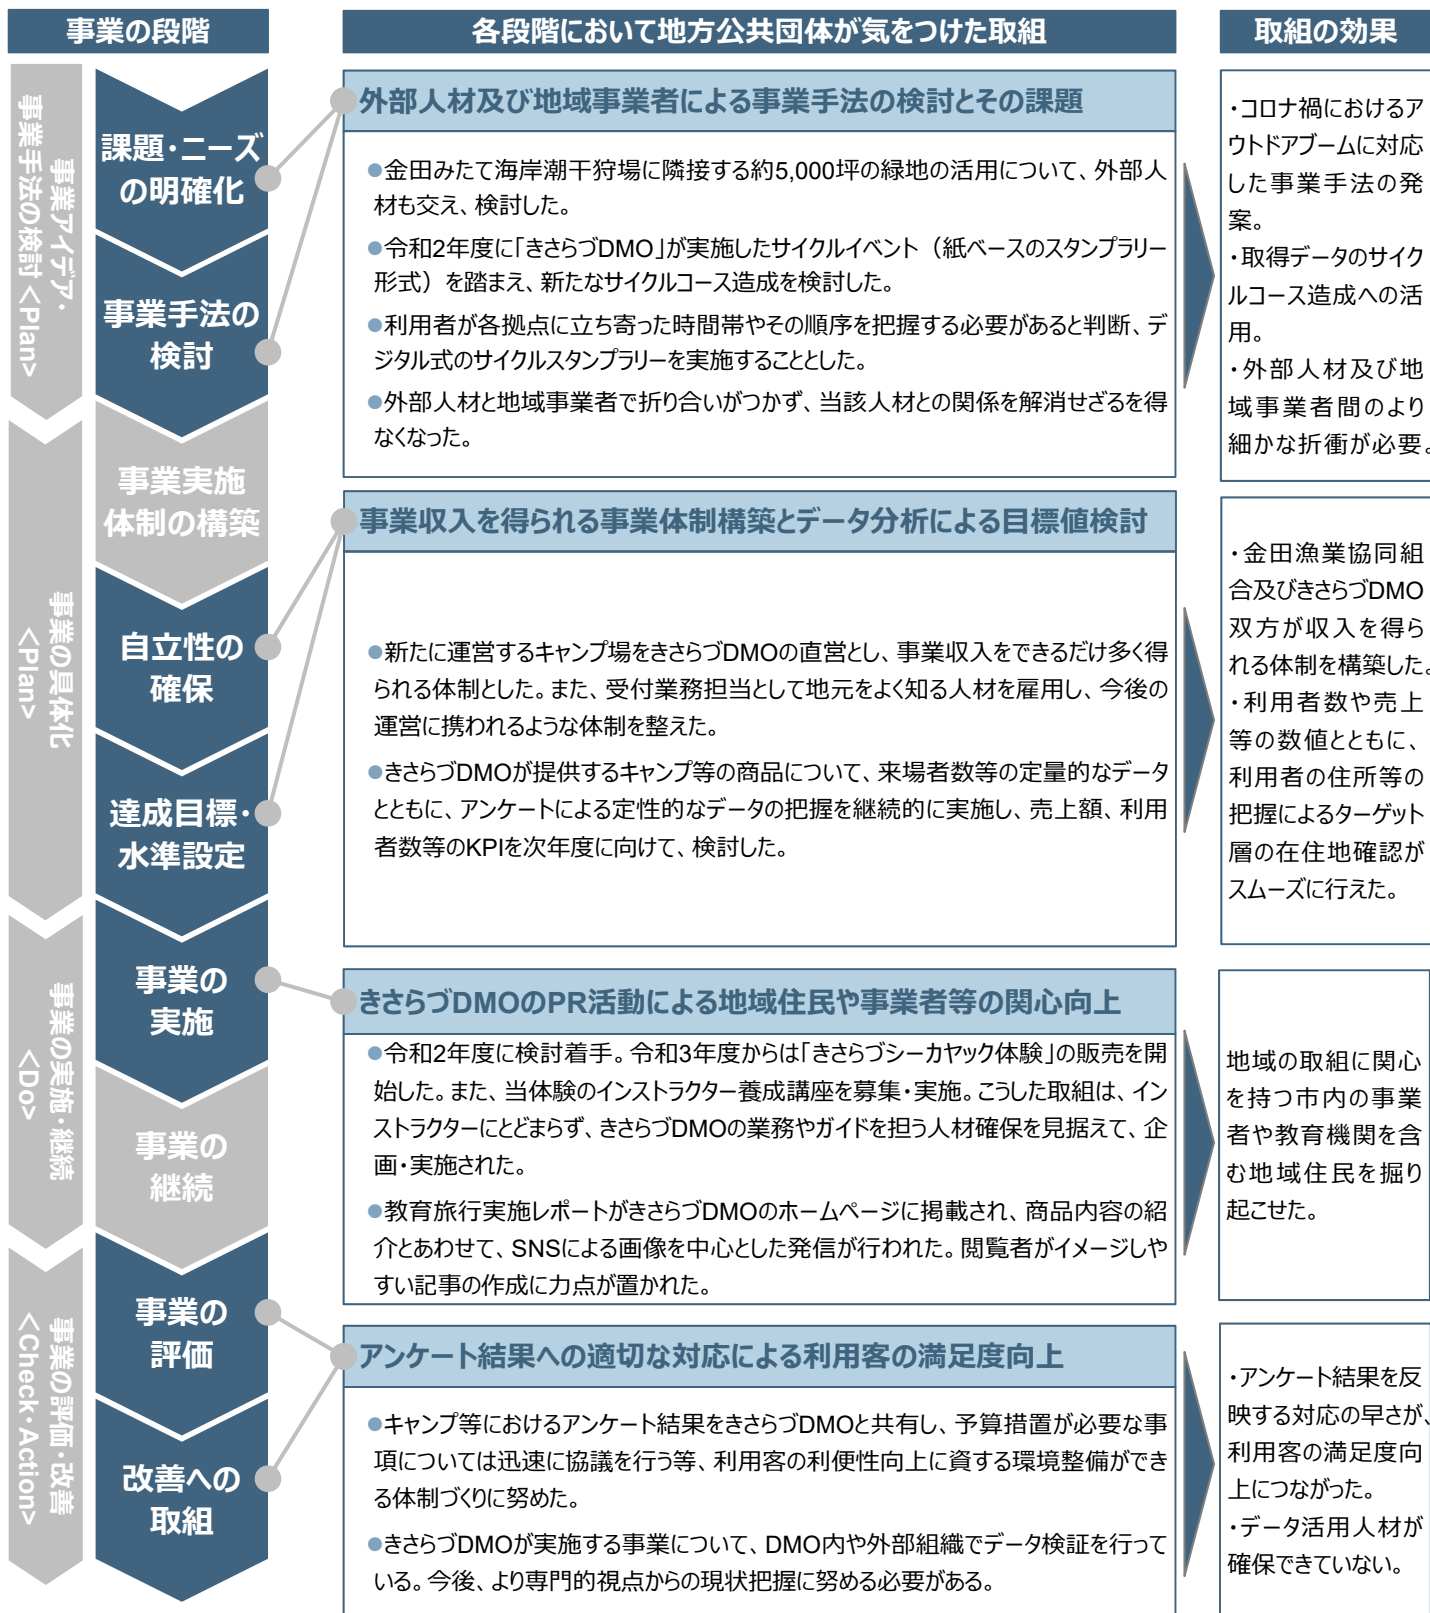 事業の段階
各段階において地方公共団体が気をつけた取組
取組の効果
事業アイデア・
事業手法の検討 <Plan>
課題・ニーズ
の明確化
事業手法の
検討
外部人材及び地域事業者による事業手法の検討とその課題
●金田みたて海岸潮干狩場に隣接する約5,000坪の緑地の活用について、外部人
材も交え、検討した。
●令和2年度に「きさらづDMO」が実施したサイクルイベント（紙ベースのスタンプラリー
形式）を踏まえ、新たなサイクルコース造成を検討した。
●利用者が各拠点に立ち寄った時間帯やその順序を把握する必要があると判断、デ
ジタル式のサイクルスタンプラリーを実施することとした。
●外部人材と地域事業者で折り合いがつかず、当該人材との関係を解消せざるを得
なくなった。
・コロナ禍におけるア
ウトドアブームに対応
した事業手法の発
案。
・取得データのサイク
ルコース造成への活
用。
・外部人材及び地
域事業者間のより
細かな折衝が必要。
事業の具体化
<Plan>
事業実施
体制の構築
自立性の
確保
達成目標・
水準設定
事業収入を得られる事業体制構築とデータ分析による目標値検討
●新たに運営するキャンプ場をきさらづDMOの直営とし、事業収入をできるだけ多く得
られる体制とした。また、受付業務担当として地元をよく知る人材を雇用し、今後の
運営に携われるような体制を整えた。
●きさらづDMOが提供するキャンプ等の商品について、来場者数等の定量的なデータ
とともに、アンケートによる定性的なデータの把握を継続的に実施し、売上額、利用
者数等のKPIを次年度に向けて、検討した。
・金田漁業協同組
合及びきさらづDMO
双方が収入を得ら
れる体制を構築した。
・利用者数や売上
等の数値とともに、
利用者の住所等の
把握によるターゲット
層の在住地確認が
スムーズに行えた。
事業の実施・継続
<Do>
事業の
実施
事業の
継続
きさらづDMOのPR活動による地域住民や事業者等の関心向上
●令和2年度に検討着手。令和3年度からは「きさらづシーカヤック体験」の販売を開
始した。また、当体験のインストラクター養成講座を募集・実施。こうした取組は、イン
ストラクターにとどまらず、きさらづDMOの業務やガイドを担う人材確保を見据えて、企
画・実施された。
●教育旅行実施レポートがきさらづDMOのホームページに掲載され、商品内容の紹
介とあわせて、SNSによる画像を中心とした発信が行われた。閲覧者がイメージしや
すい記事の作成に力点が置かれた。
地域の取組に関心
を持つ市内の事業
者や教育機関を含
む地域住民を掘り
起こせた。
事業の評価・改善
<Check・Action>
事業の
評価
改善への
取組
アンケート結果への適切な対応による利用客の満足度向上
●キャンプ等におけるアンケート結果をきさらづDMOと共有し、予算措置が必要な事
項については迅速に協議を行う等、利用客の利便性向上に資する環境整備ができ
る体制づくりに努めた。
●きさらづDMOが実施する事業について、DMO内や外部組織でデータ検証を行って
いる。今後、より専門的視点からの現状把握に努める必要がある。
・アンケート結果を反
映する対応の早さが、
利用客の満足度向
上につながった。
・データ活用人材が
確保できていない。